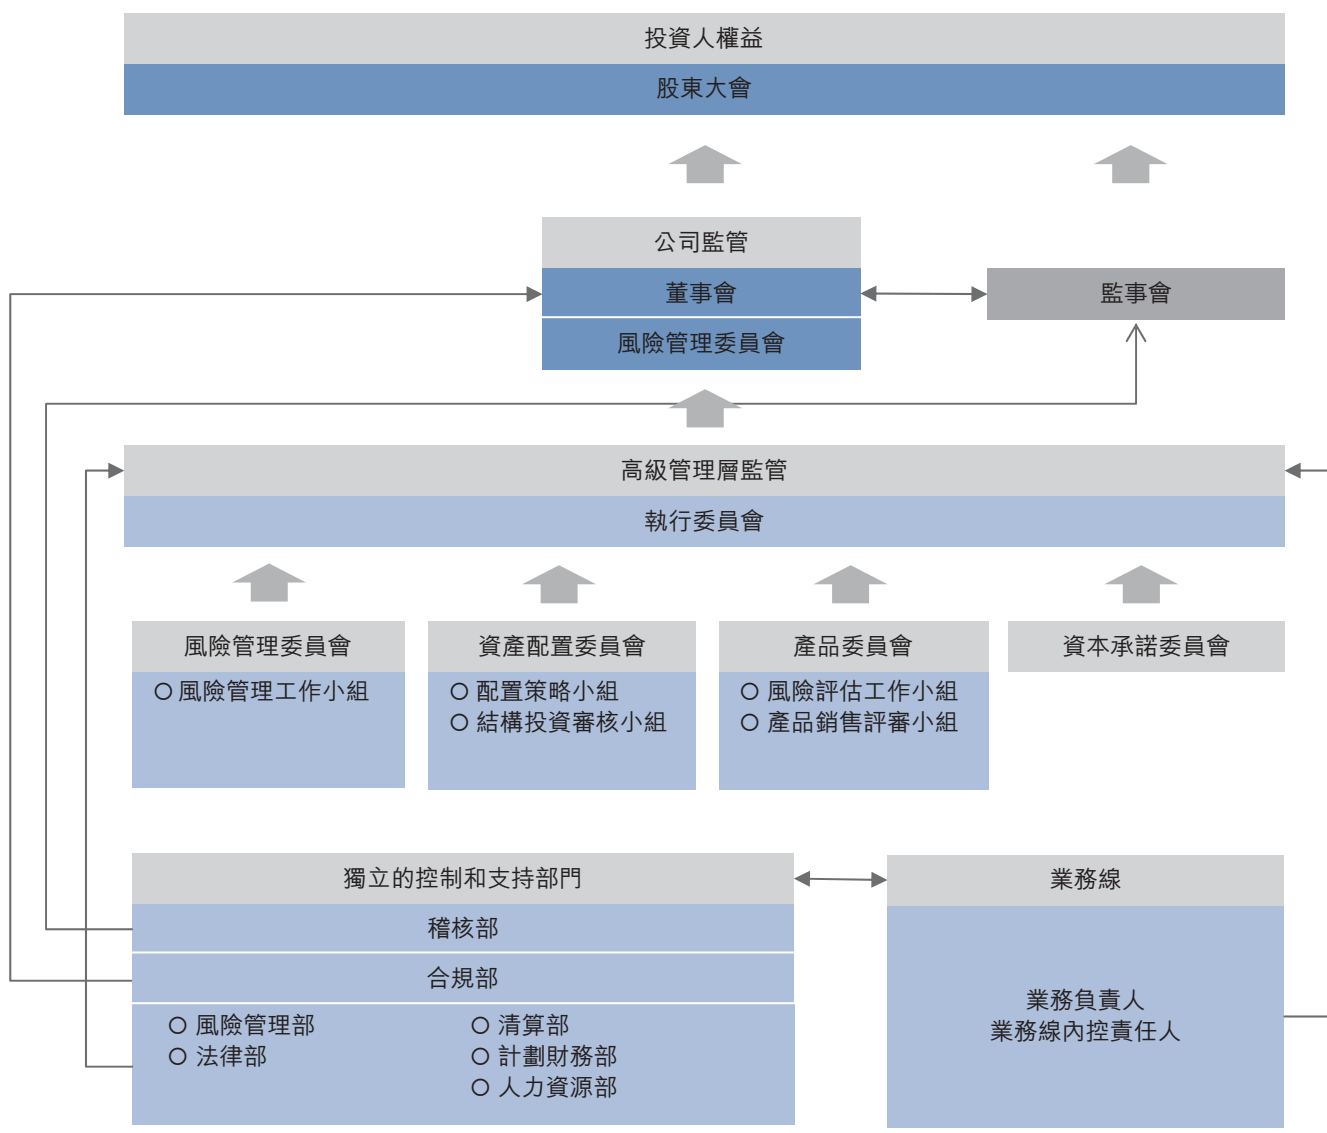 投資人權益
股東大會
公司監管
董事會
監事會
風險管理委員會
高級管理層監管
執行委員會
風險管理委員會
風險管理工作小組
資產配置委員會
配置策略小組
結構投資審核小組
產品委員會
風險評估工作小組
產品銷售評審小組
資本承諾委員會
獨立的控制和支持部門
稽核部
合規部
風險管理部
法律部
清算部
計劃財務部
人力資源部
業務線
業務負責人
業務線內控責任人